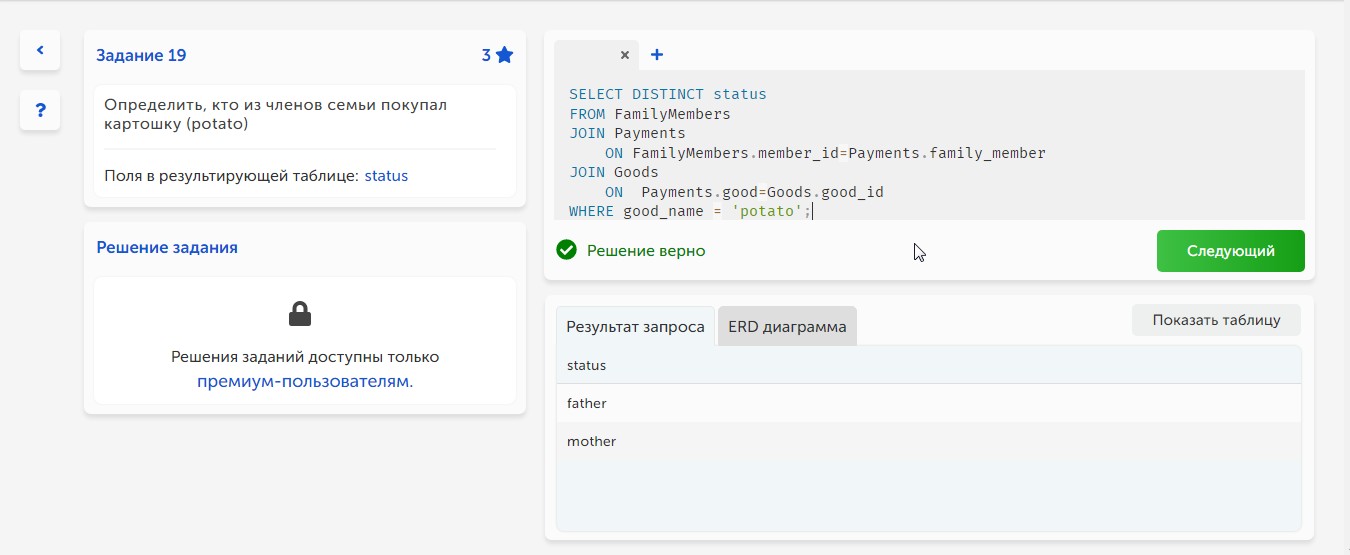 Задание 19
3
?
Определить, кто из членов семьи покупал
картошку (potato)
Поля в результирующей таблице: status
Решение задания
Решения заданий доступны только
премиум-пользователям.
SELECT DISTINCT status
FROM FamilyMembers
JOIN Payments
ON FamilyMembers.member_id=Payments.family_member
JOIN Goods
ON  Payments.good=Goods.good_id
WHERE good_name = 'potato';
Решение верно
Следующий
Результат запроса
ERD диаграмма
Показать таблицу
status
father
mother